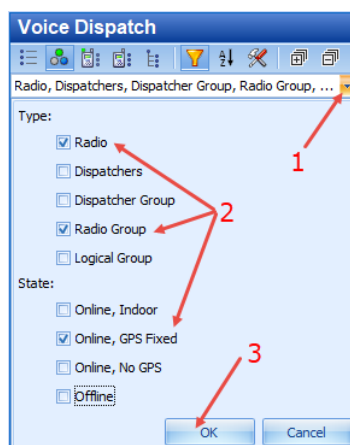 Voice Dispatch
Radio, Dispatchers, Dispatcher Group, Radio Group, ...
1
Type:
Radio
Dispatchers
Dispatcher Group
2
Radio Group
Logical Group
State:
Online, Indoor
Online, GPS Fixed
3
Online, No GPS
Offline
OK Cancel